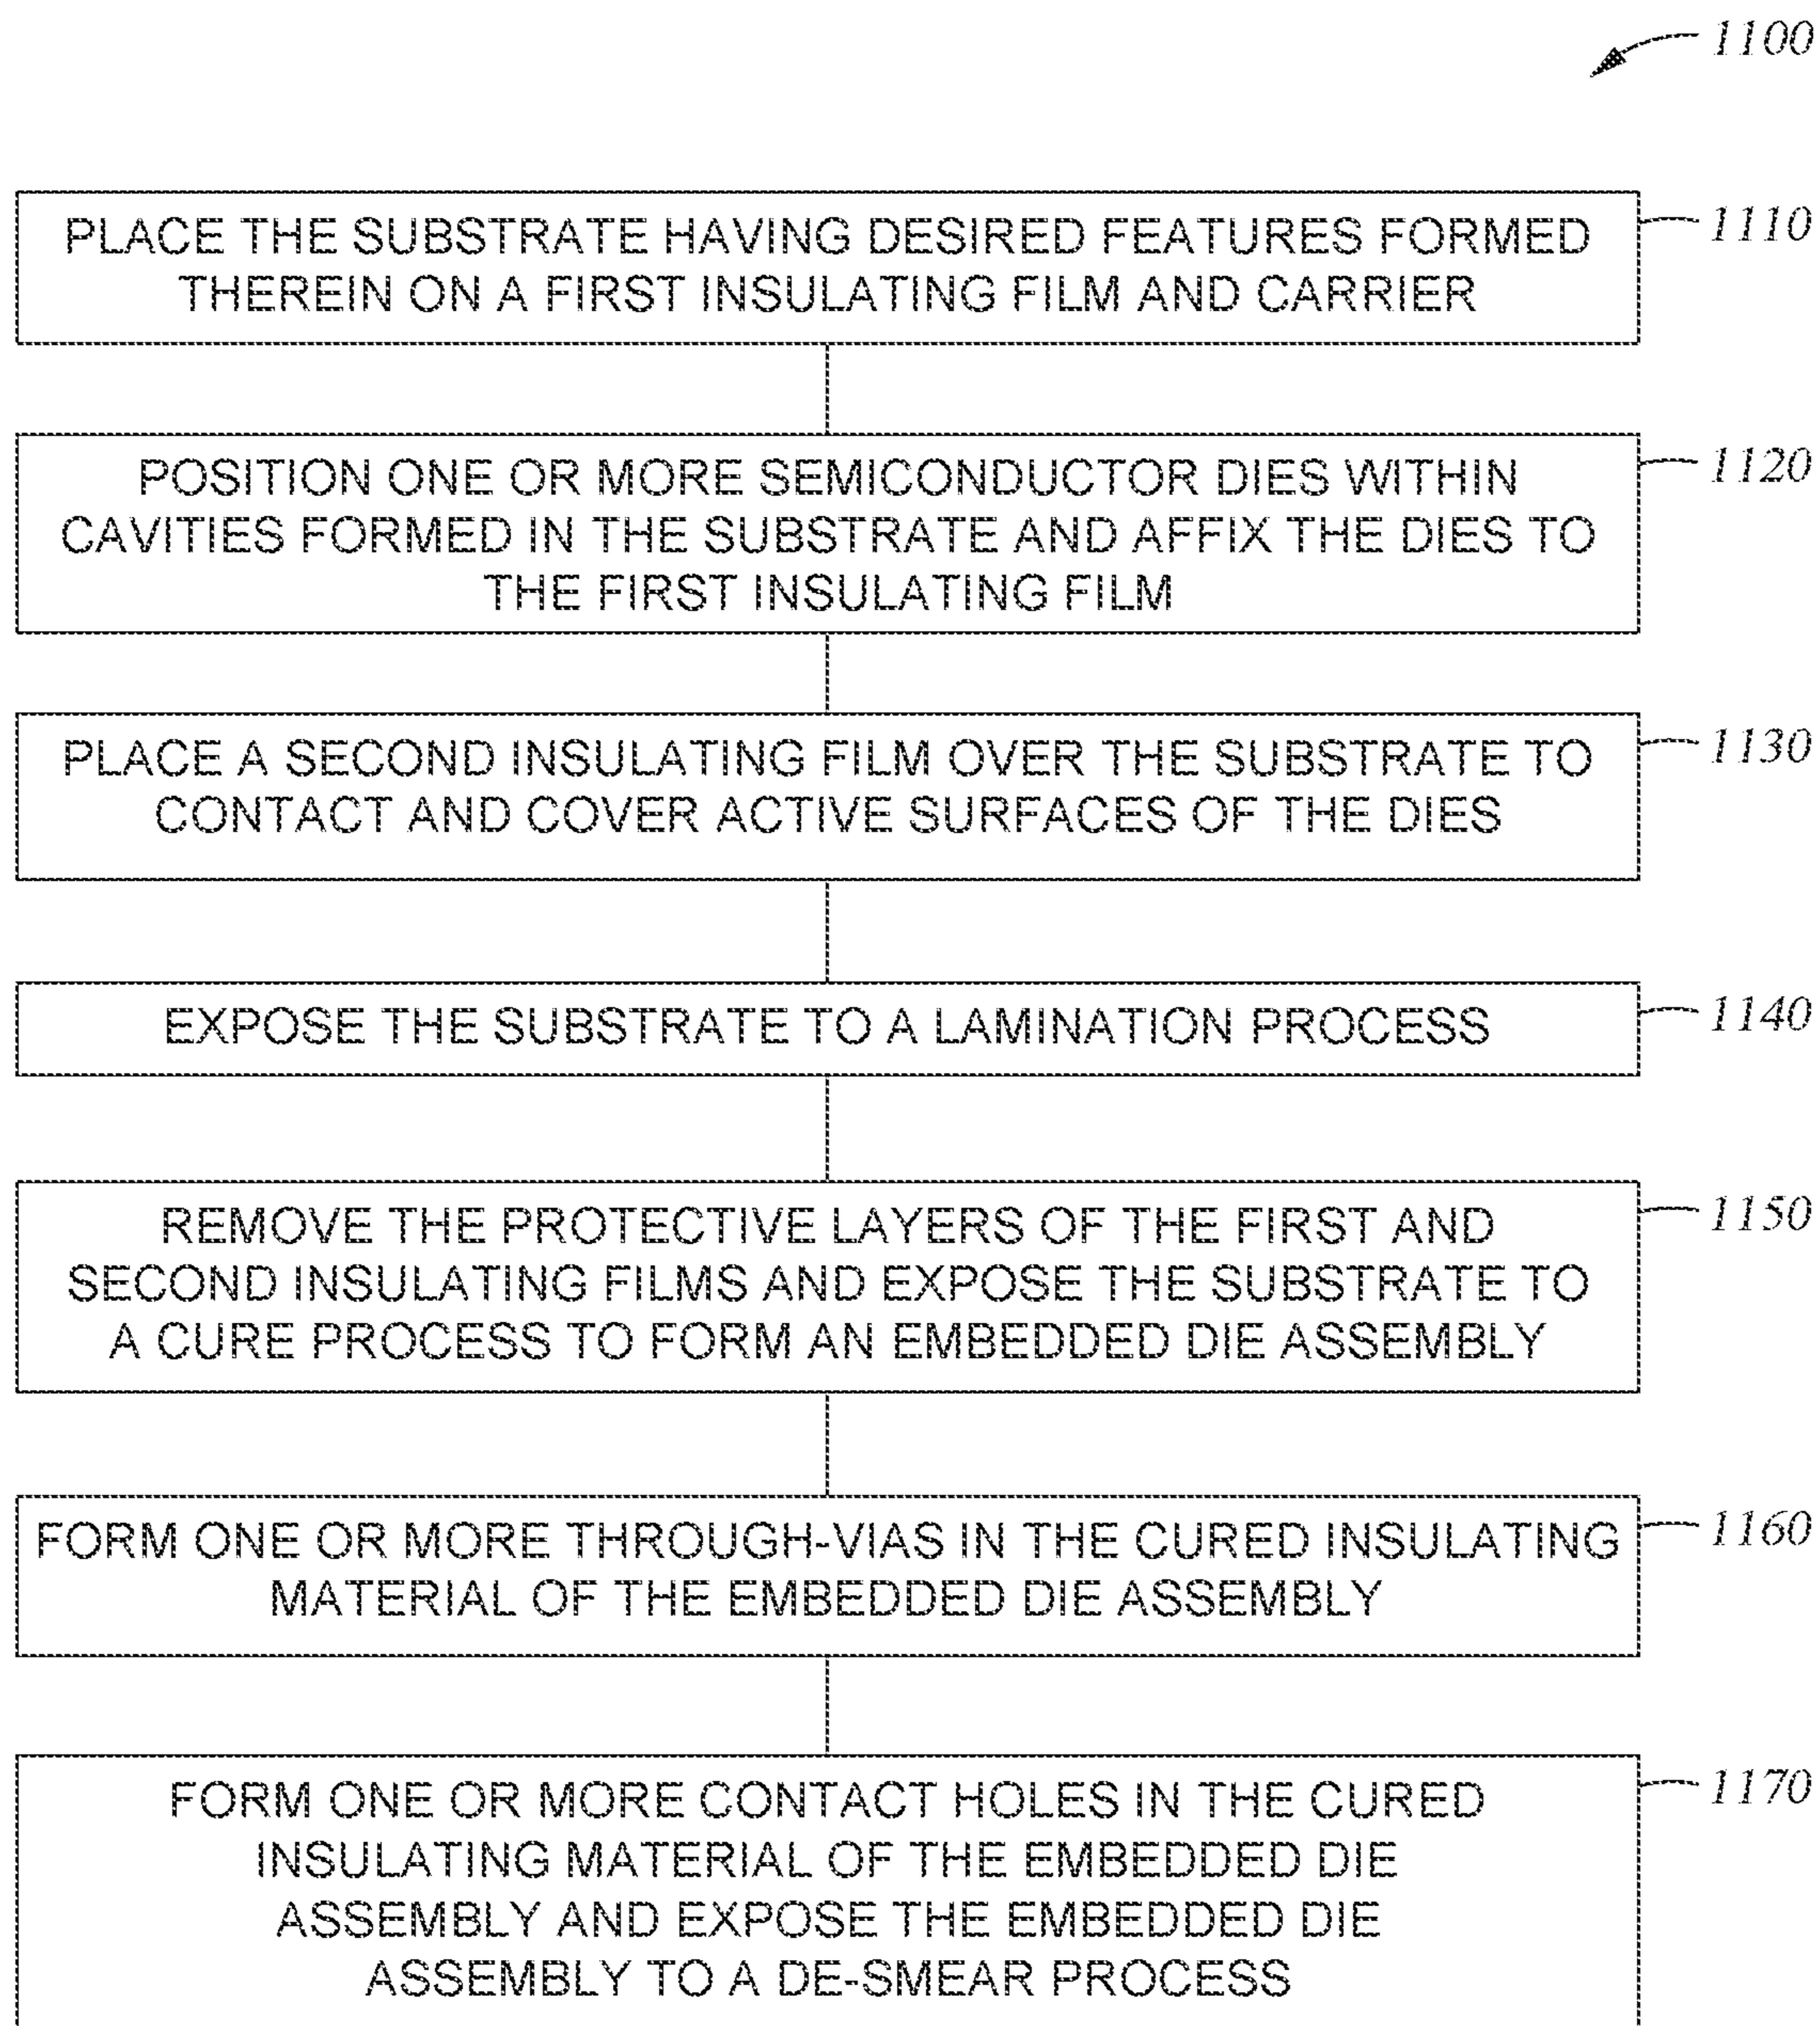 1100
PLACE THE SUBSTRATE HAVING DESIRED FEATURES FORMED
THEREIN ON A FIRST INSULATING FILM AND CARRIER
1110
POSITION ONE OR MORE SEMICONDUCTOR DIES WITHIN
CAVITIES FORMED IN THE SUBSTRATE AND AFFIX THE DIES TO
THE FIRST INSULATING FILM
1120
PLACE A SECOND INSULATING FILM OVER THE SUBSTRATE TO
CONTACT AND COVER ACTIVE SURFACES OF THE DIES
1130
EXPOSE THE SUBSTRATE TO A LAMINATION PROCESS
1140
REMOVE THE PROTECTIVE LAYERS OF THE FIRST AND
SECOND INSULATING FILMS AND EXPOSE THE SUBSTRATE TO
A CURE PROCESS TO FORM AN EMBEDDED DIE ASSEMBLY
1150
FORM ONE OR MORE THROUGH-VIAS IN THE CURED INSULATING
MATERIAL OF THE EMBEDDED DIE ASSEMBLY
1160
FORM ONE OR MORE CONTACT HOLES IN THE CURED
INSULATING MATERIAL OF THE EMBEDDED DIE
ASSEMBLY AND EXPOSE THE EMBEDDED DIE
ASSEMBLY TO A DE-SMEAR PROCESS
1170